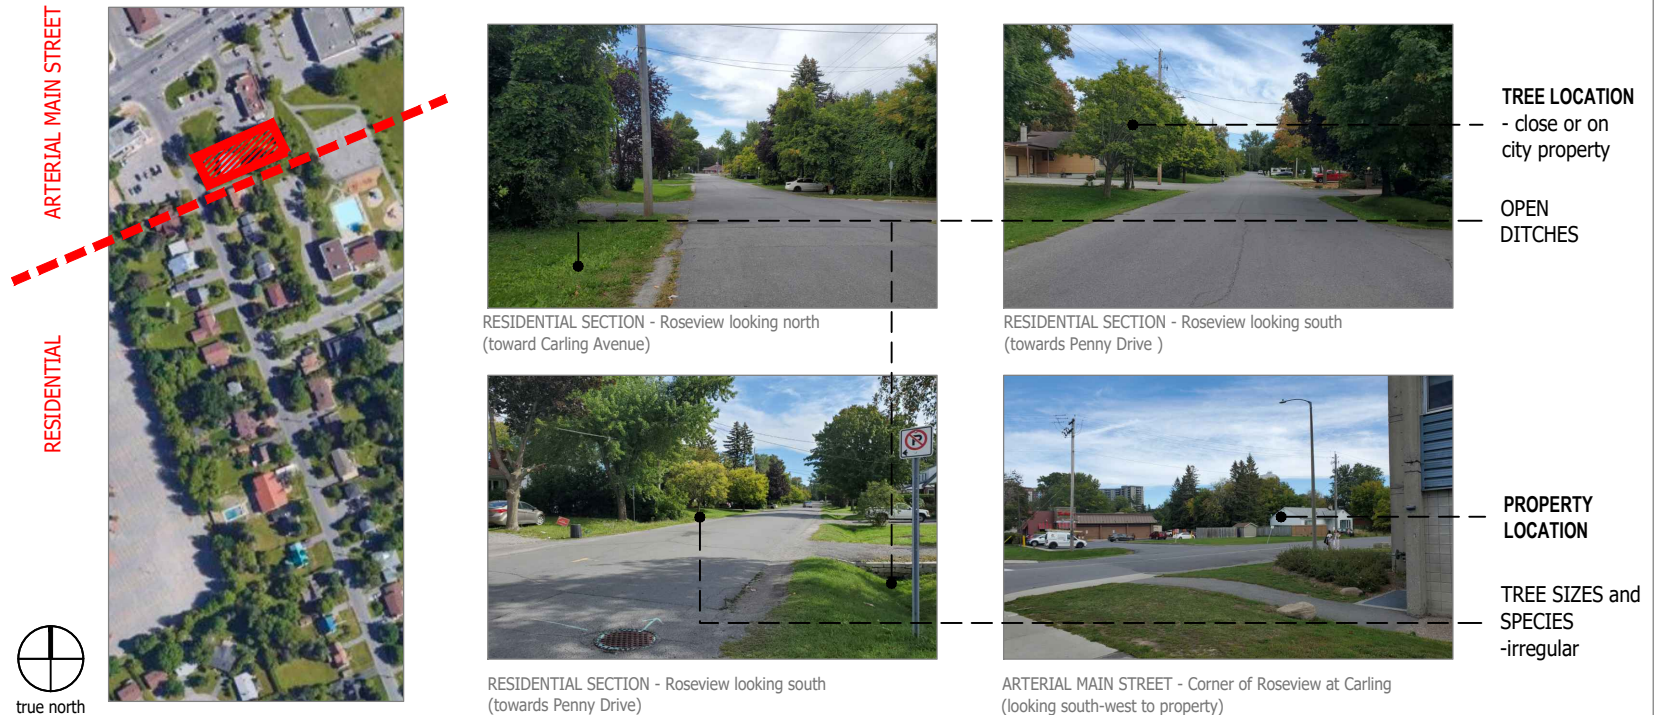 ARTERIAL MAIN STREET
RESIDENTIAL
true north
RESIDENTIAL SECTION - Roseview looking north
(toward Carling Avenue)
RESIDENTIAL SECTION - Roseview looking south
(towards Penny Drive )
TREE LOCATION
- close or on
city property
OPEN
DITCHES
RESIDENTIAL SECTION - Roseview looking south
(towards Penny Drive)
ARTERIAL MAIN STREET - Corner of Roseview at Carling
(looking south-west to property)
PROPERTY
LOCATION
TREE SIZES and
SPECIES
-irregular